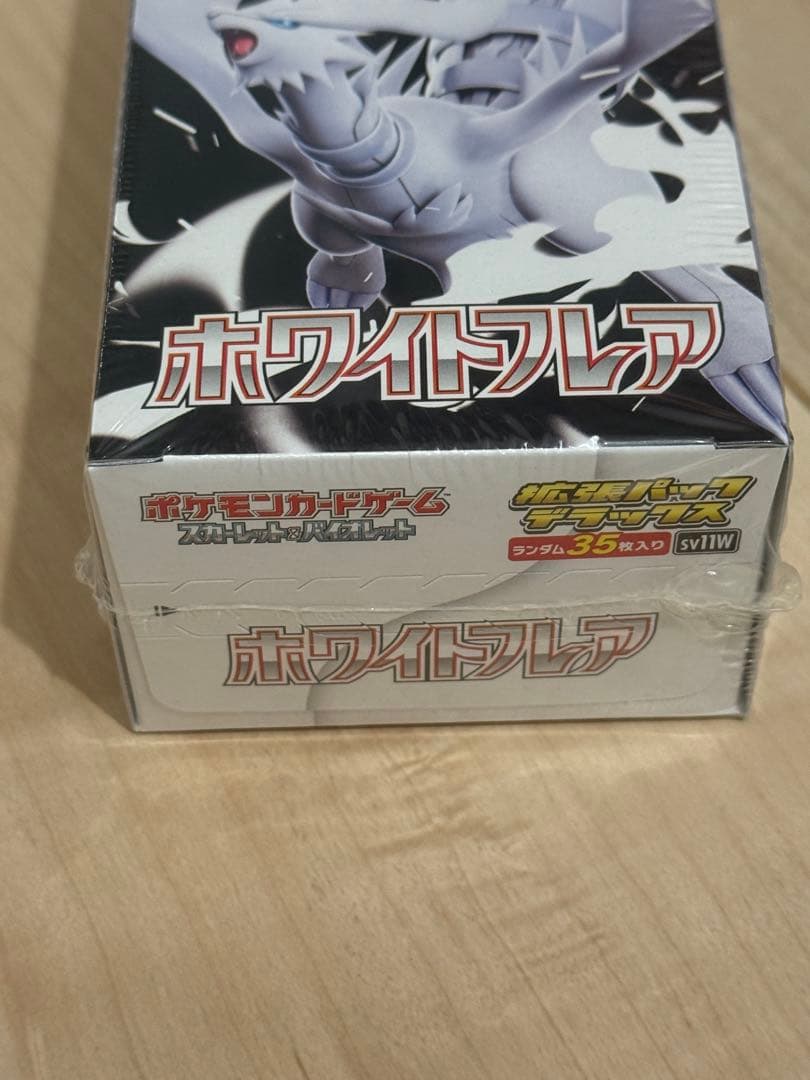 ホワイトフレア
ポケモンカードゲーム
スカーレット&バイオレット
拡張パック
デラックス
ランダム35枚入り
sv11W
ホワイトフレア